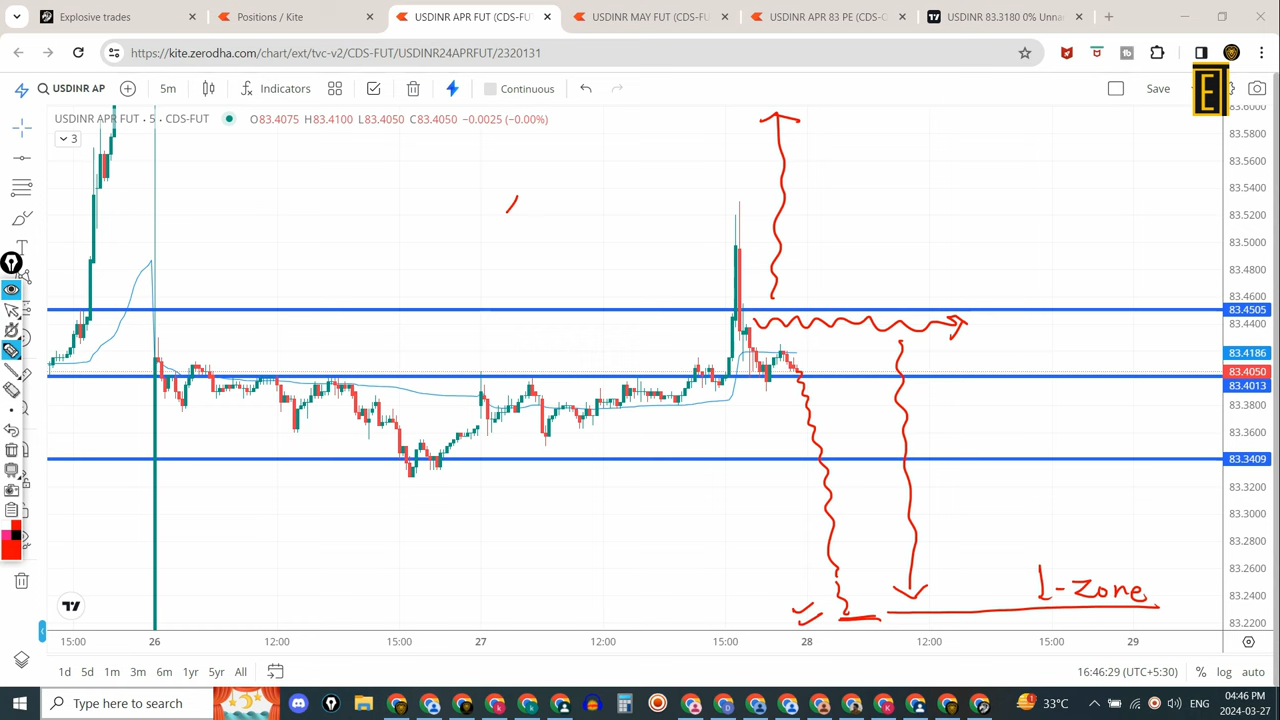 Explosive trades
Positions / Kite
USDINR APR FUT (CDS-FUT
USDINR MAY FUT (CDS-FU
USDINR APR 83 PE (CDS-O
USDINR 83.3180 0% Unna
https://kite.zerodha.com/chart/ext/tvc-v2/CDS-FUT/USDINR24APRFUT/2320131
E
USDINR AP
5m
Indicators
Continuous
Save
USDINR APR FUT · 5 · CDS-FUT
O83.4075 H83.4100 L83.4050 C83.4050 −0.0025 (−0.00%)
3
83.6000
83.5800
83.5600
83.5400
83.5200
83.5000
83.4800
83.4600
83.4505
83.4400
83.4186
83.4050
83.4013
83.3800
83.3600
83.3409
83.3200
83.3000
83.2800
83.2600
83.2400
83.2200
1-Zone
15:00
26
12:00
15:00
27
12:00
15:00
28
12:00
15:00
29
1d
5d
1m
3m
6m
1yr
5yr
All
16:46:29 (UTC+5:30)
%
log
auto
Type here to search
33°C
ENG
04:46 PM
2024-03-27